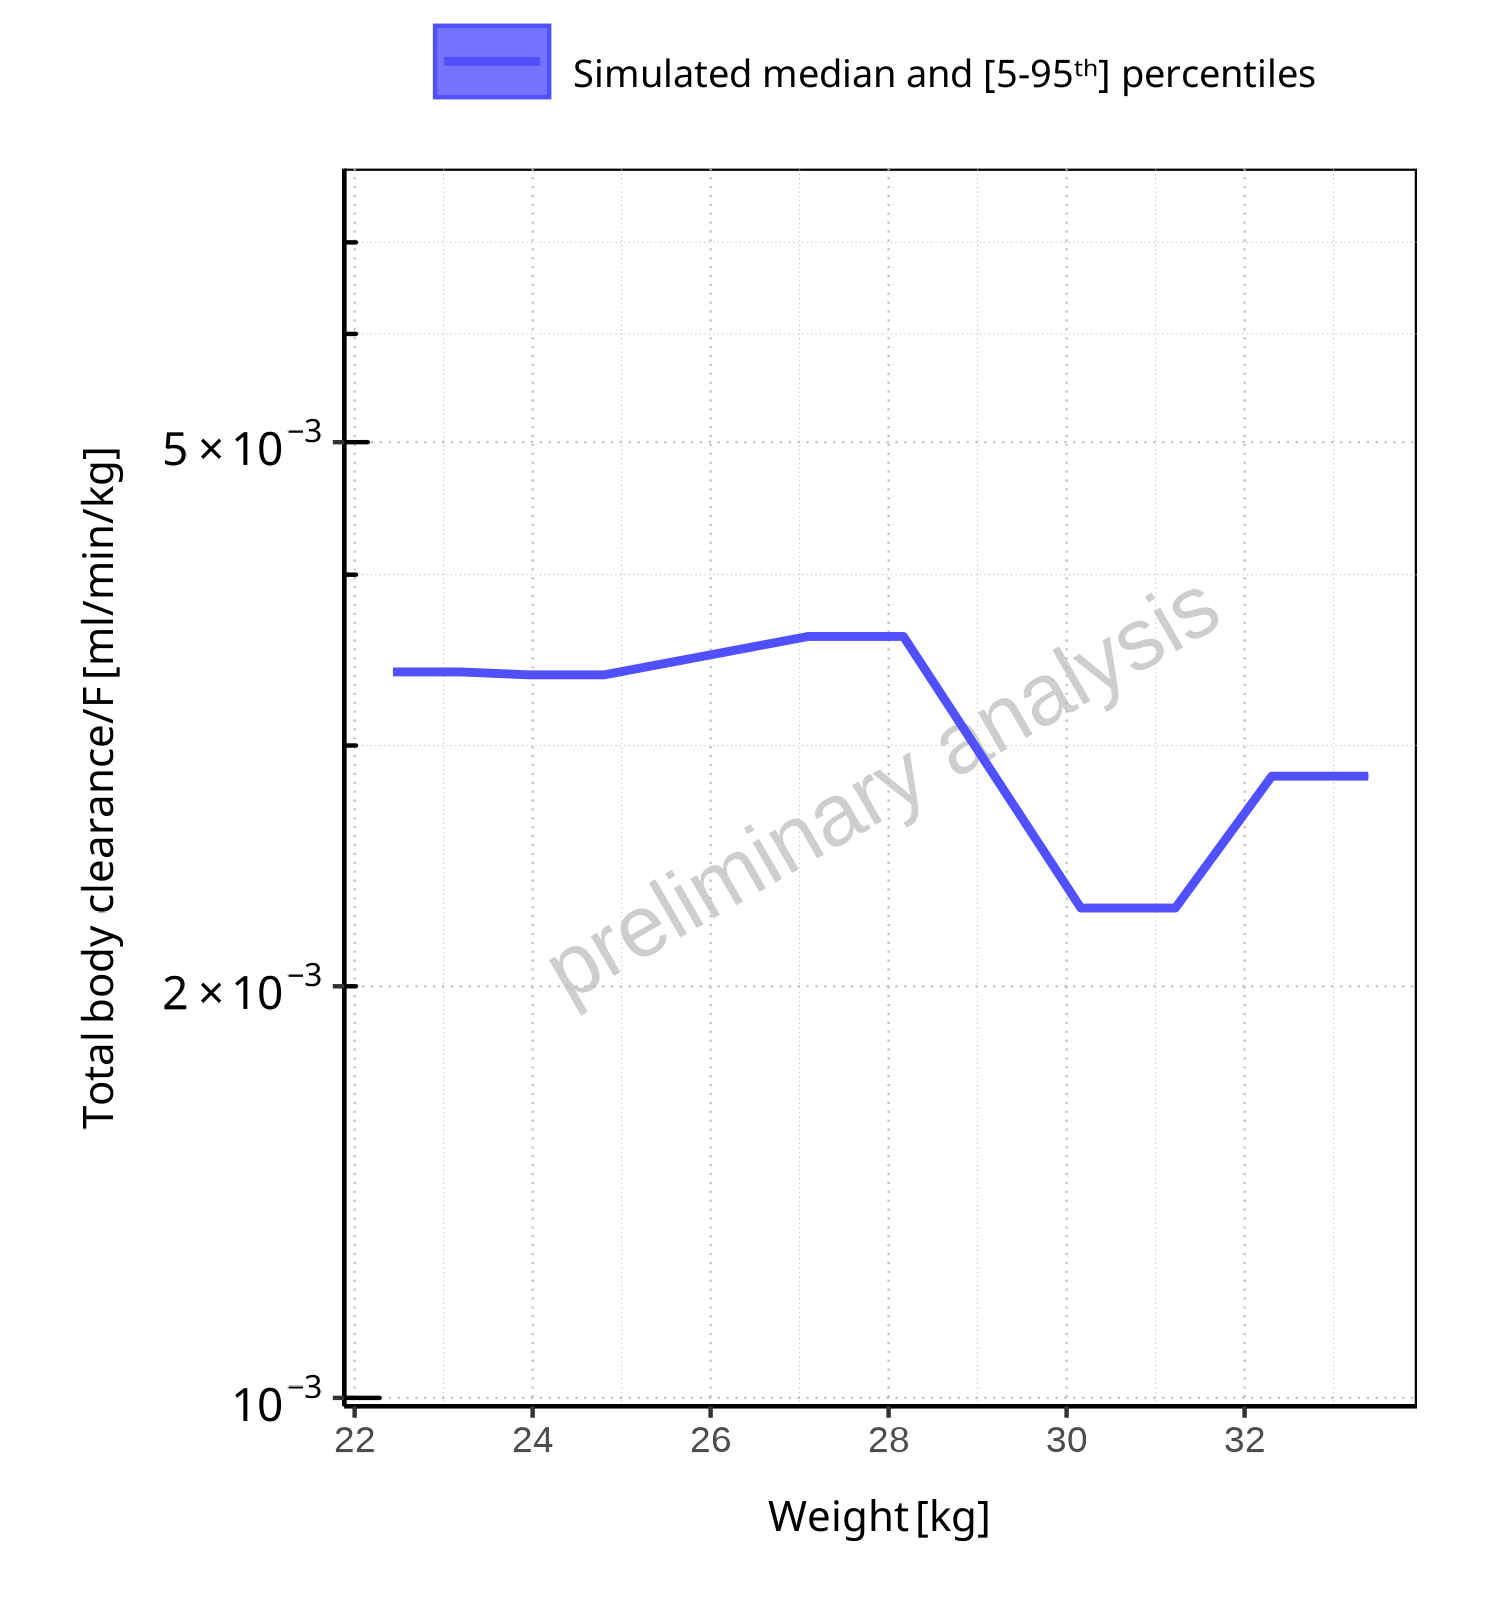 Simulated median and [5-95ᵗʰ] percentiles
5 × 10⁻³
2 × 10⁻³
10⁻³
Total body clearance/F [ml/min/kg]
preliminary analysis
22 24 26 28 30 32
Weight [kg]